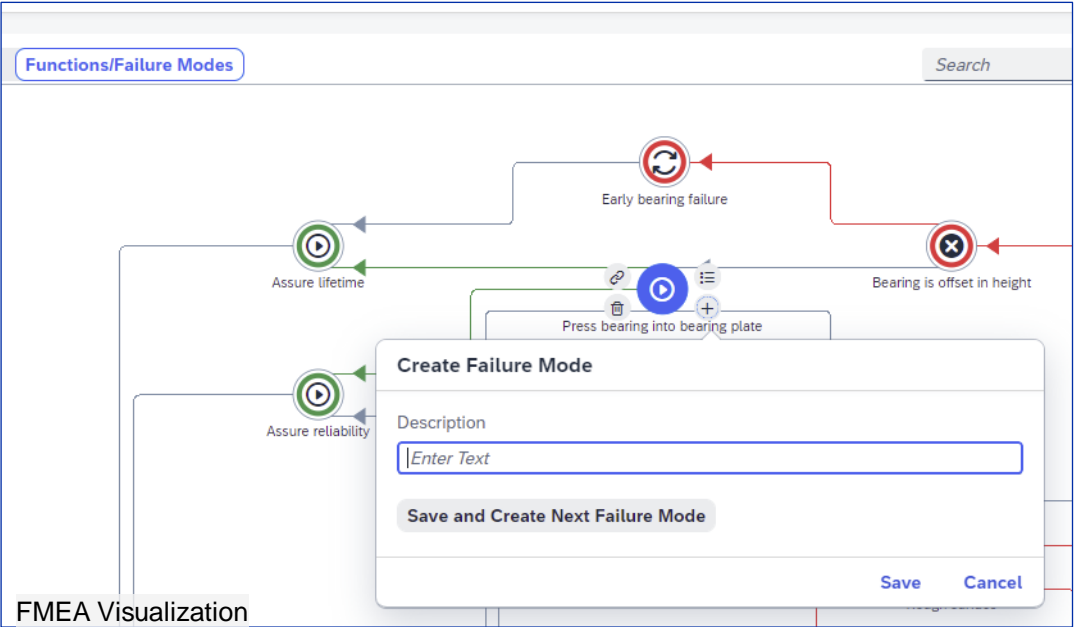 Functions/Failure Modes
Search
Early bearing failure
Assure lifetime
Bearing is offset in height
Press bearing into bearing plate
Create Failure Mode
Assure reliability
Description
Enter Text
Save and Create Next Failure Mode
Save
Cancel
FMEA Visualization